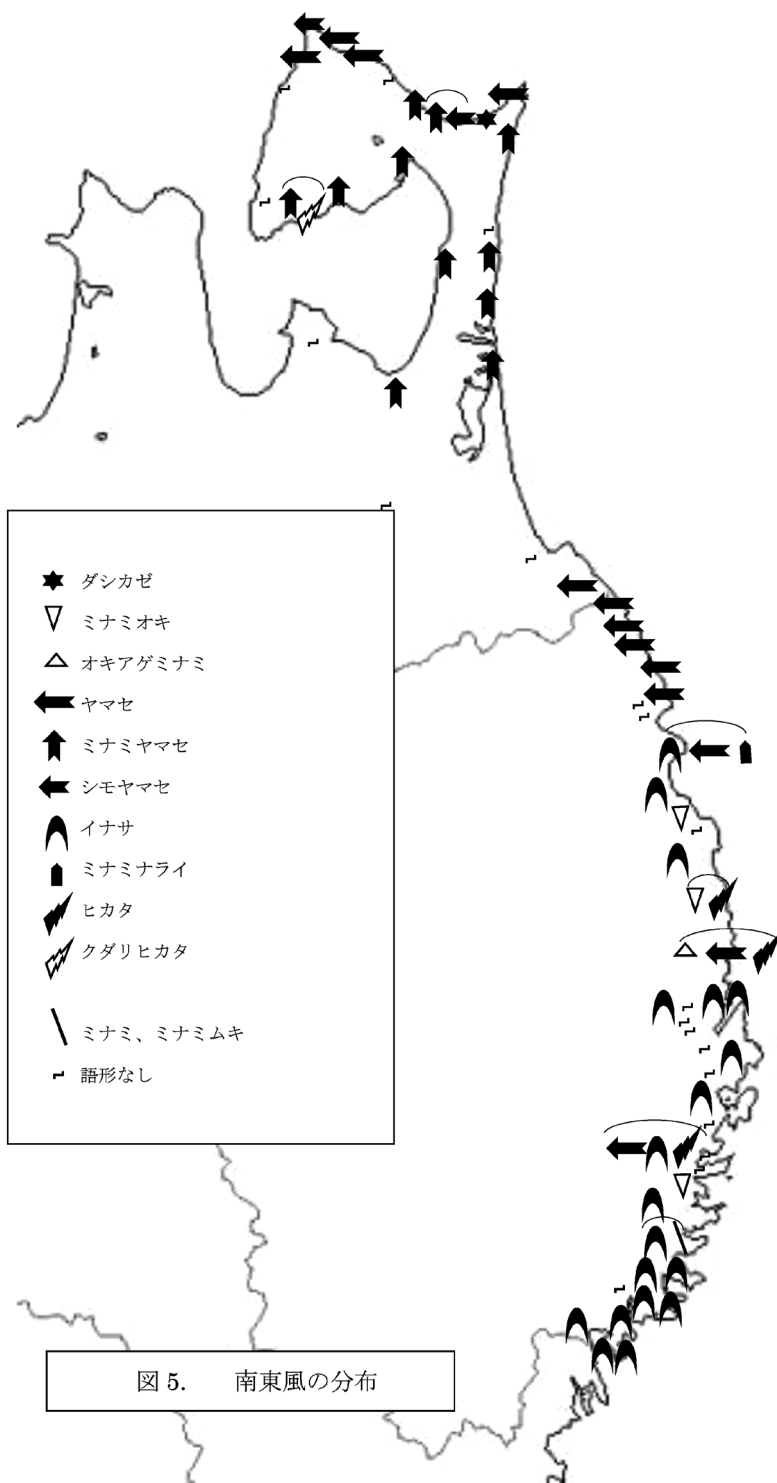 ダシカゼ
ミナミオキ
オキアゲミナミ
ヤマセ
ミナミヤマセ
シモヤマセ
イナサ
ミナミナライ
ヒカタ
クダリヒカタ
ミナミ、ミナミムキ
語形なし
図 5. 南東風の分布